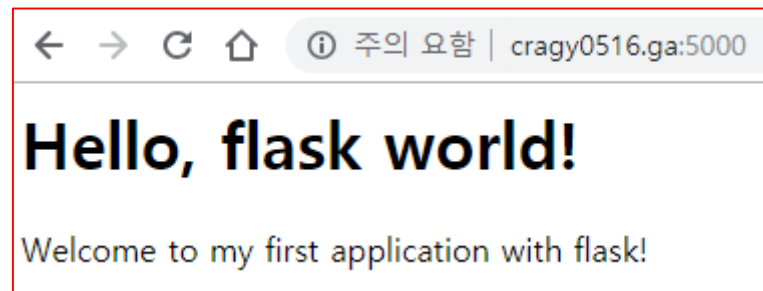 주의 요함 | cragy0516.ga:5000
Hello, flask world!
Welcome to my first application with flask!